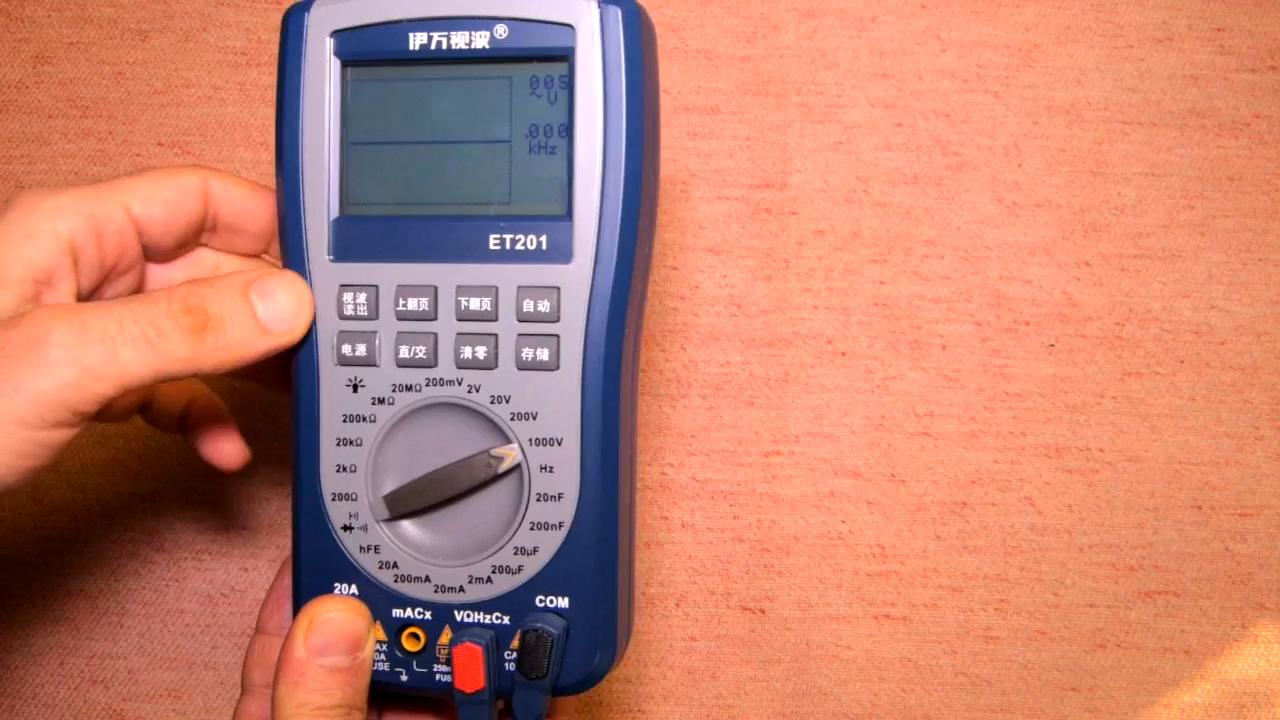 伊万视波®
005
~V
.000
kHz
ET201
视波读出
上翻页
下翻页
自动
电源
直/交
清零
存储
200mV
2V
20V
200V
1000V
Hz
20nF
200nF
20μF
200μF
2mA
20mA
200mA
20A
hFE
200Ω
2kΩ
20kΩ
200kΩ
2MΩ
20MΩ
20A
mACx
VΩHzCx
COM